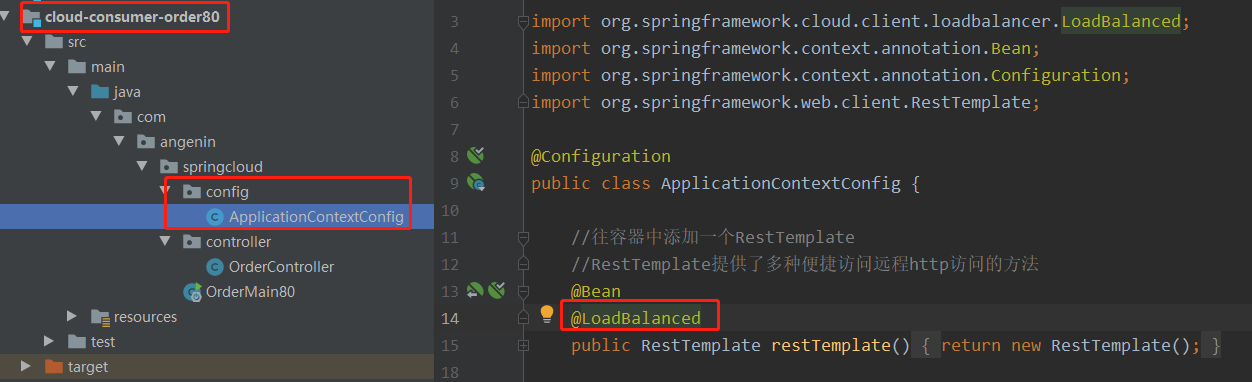 cloud-consumer-order80
src
main
java
com
angenin
springcloud
config
ApplicationContextConfig
controller
OrderController
OrderMain80
resources
test
target
3 import org.springframework.cloud.client.loadbalancer.LoadBalanced;
4 import org.springframework.context.annotation.Bean;
5 import org.springframework.context.annotation.Configuration;
6 import org.springframework.web.client.RestTemplate;
7
8 @Configuration
9 public class ApplicationContextConfig {
10
11 //往容器中添加一个RestTemplate
12 //RestTemplate提供了多种便捷访问远程http访问的方法
13 @Bean
14 @LoadBalanced
15 public RestTemplate restTemplate() { return new RestTemplate(); }
18